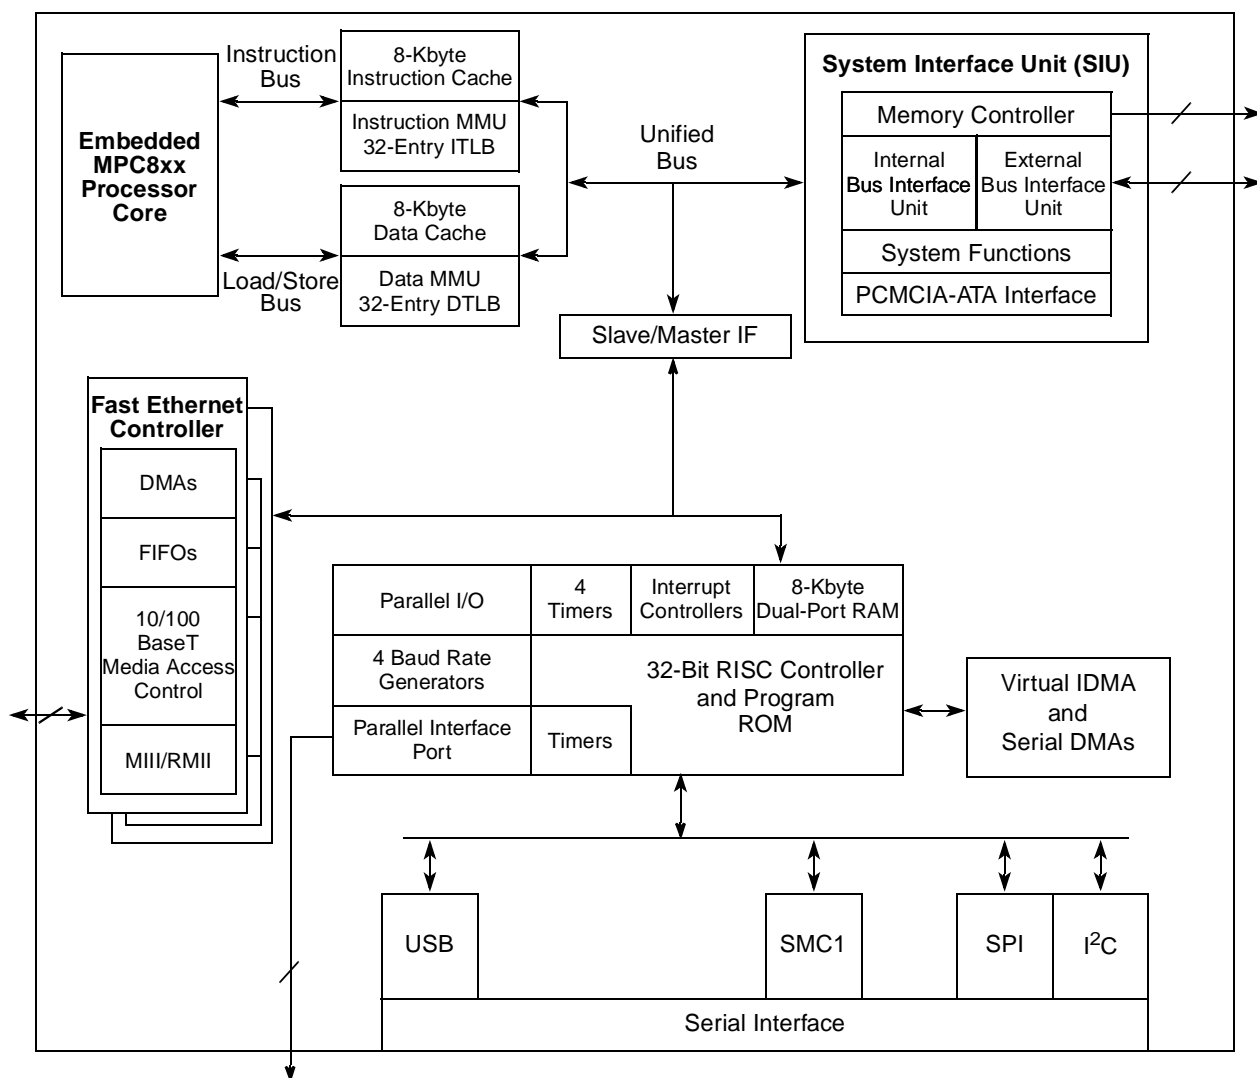 Embedded
MPC8xx
Processor
Core
Instruction
Bus
Load/Store
Bus
8-Kbyte
Instruction Cache
Instruction MMU
32-Entry ITLB
8-Kbyte
Data Cache
Data MMU
32-Entry DTLB
Unified
Bus
System Interface Unit (SIU)
Memory Controller
Internal
Bus Interface
Unit
External
Bus Interface
Unit
System Functions
PCMCIA-ATA Interface
Slave/Master IF
Fast Ethernet
Controller
DMAs
FIFOs
10/100
BaseT
Media Access
Control
MIII/RMII
Parallel I/O
4
Timers
Interrupt
Controllers
8-Kbyte
Dual-Port RAM
4 Baud Rate
Generators
32-Bit RISC Controller
and Program
ROM
Parallel Interface
Port
Timers
Virtual IDMA
and
Serial DMAs
USB
SMC1
SPI
I²C
Serial Interface